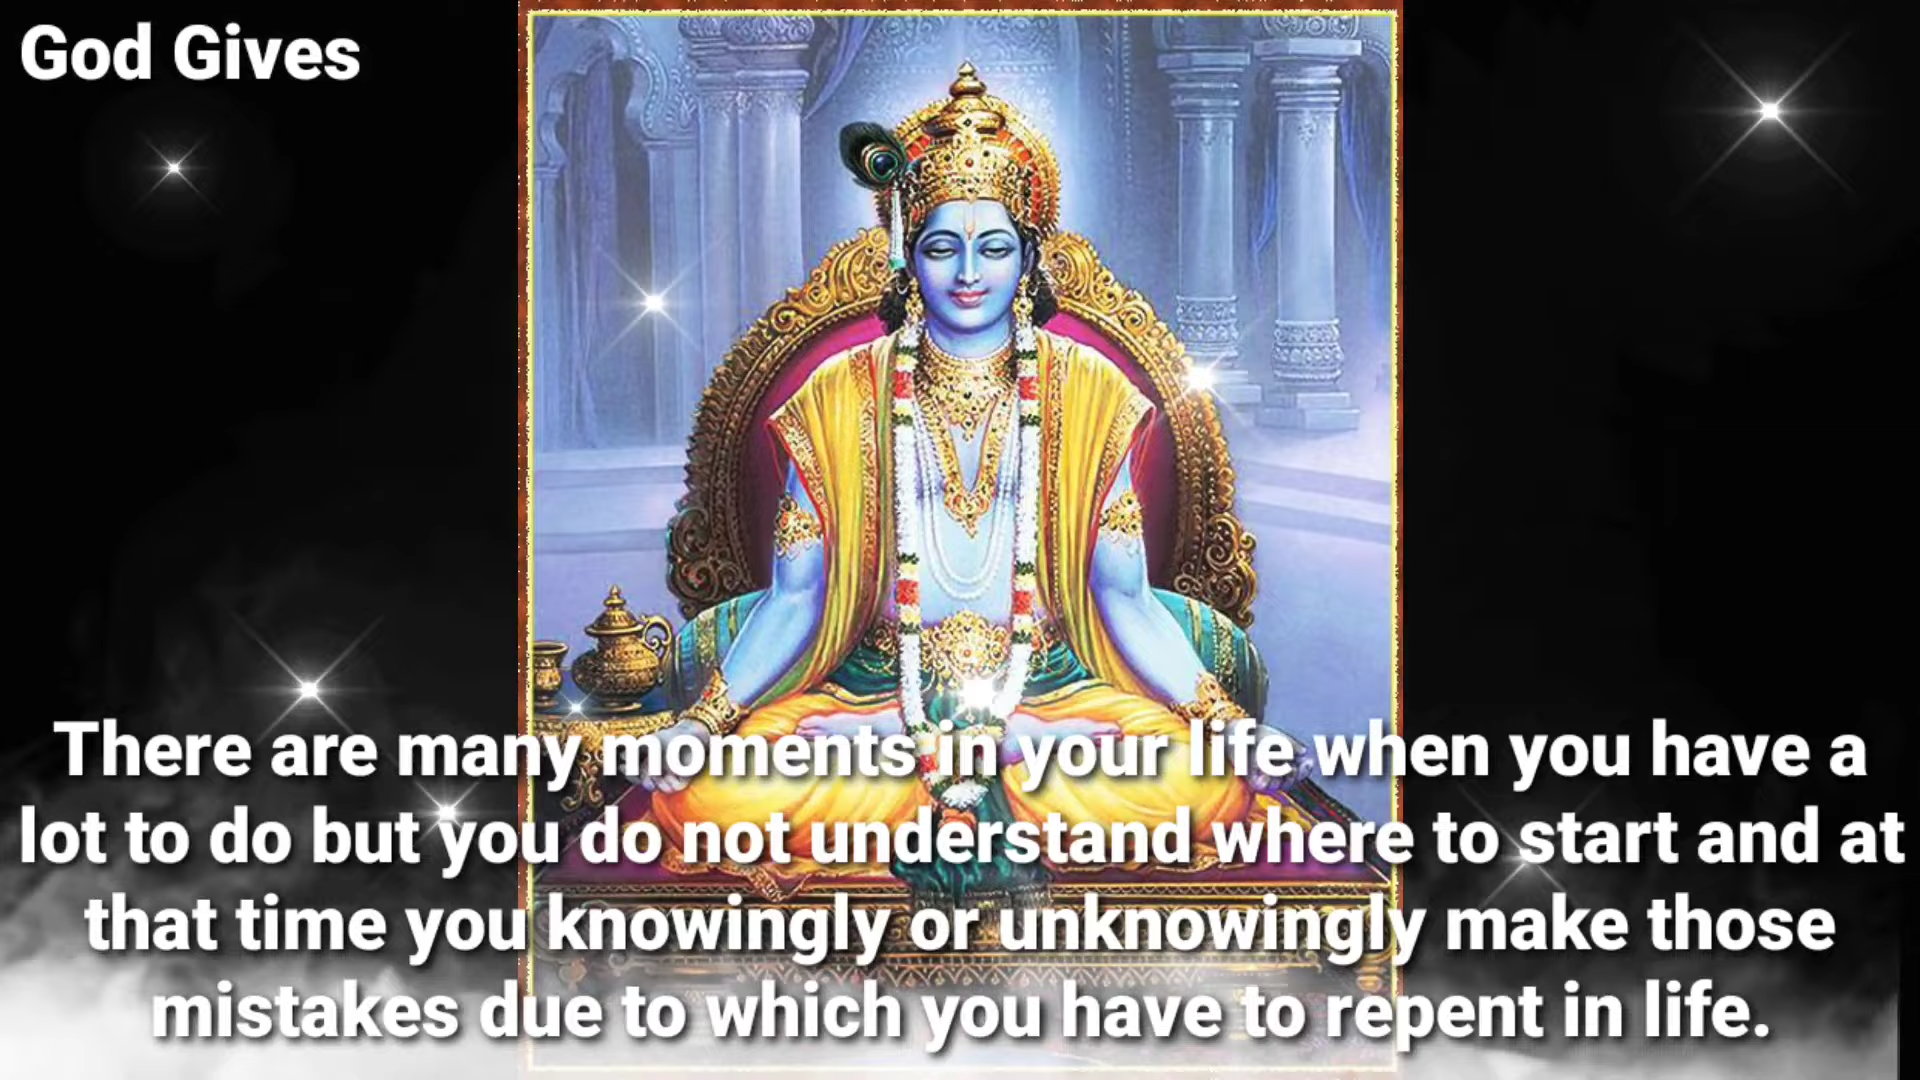 God Gives
There are many moments in your life when you have a
lot to do but you do not understand where to start and at
that time you knowingly or unknowingly make those
mistakes due to which you have to repent in life.